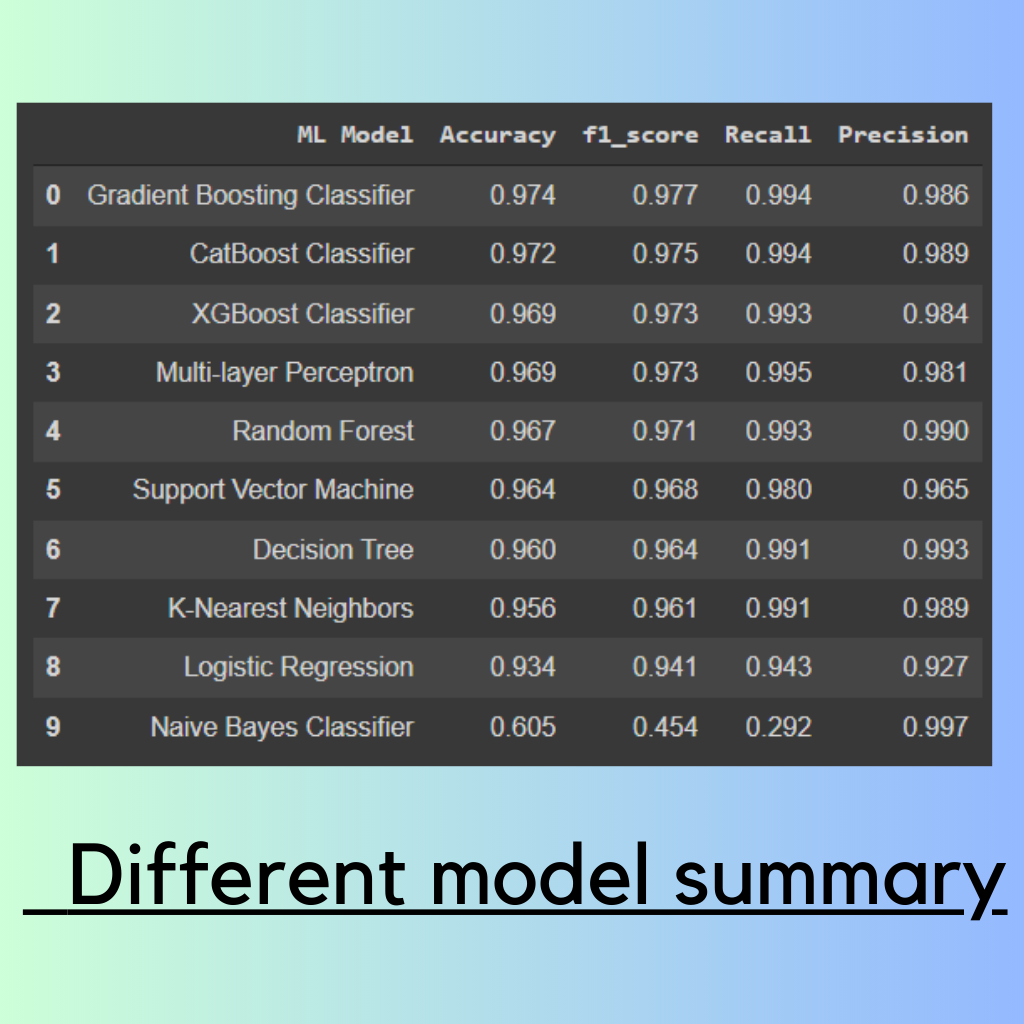 ML Model Accuracy f1_score Recall Precision
0 Gradient Boosting Classifier 0.974 0.977 0.994 0.986
1 CatBoost Classifier 0.972 0.975 0.994 0.989
2 XGBoost Classifier 0.969 0.973 0.993 0.984
3 Multi-layer Perceptron 0.969 0.973 0.995 0.981
4 Random Forest 0.967 0.971 0.993 0.990
5 Support Vector Machine 0.964 0.968 0.980 0.965
6 Decision Tree 0.960 0.964 0.991 0.993
7 K-Nearest Neighbors 0.956 0.961 0.991 0.989
8 Logistic Regression 0.934 0.941 0.943 0.927
9 Naive Bayes Classifier 0.605 0.454 0.292 0.997
Different model summary